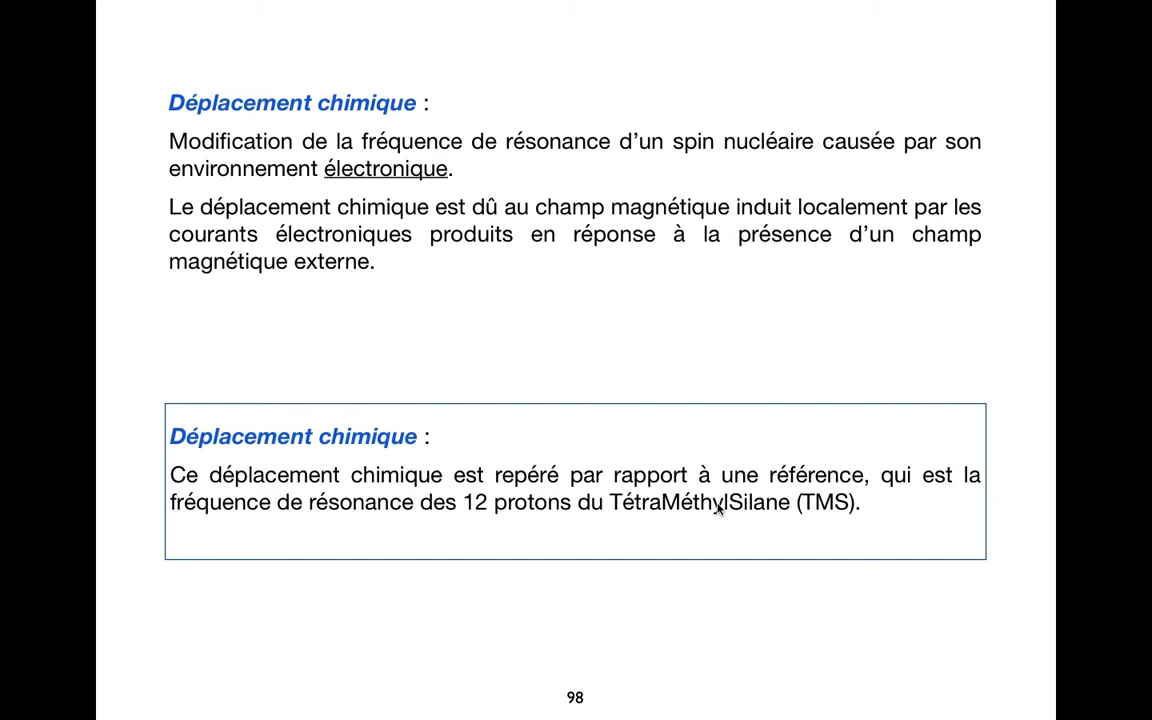 Déplacement chimique :
Modification de la fréquence de résonance d’un spin nucléaire causée par son
environnement électronique.
Le déplacement chimique est dû au champ magnétique induit localement par les
courants électroniques produits en réponse à la présence d’un champ
magnétique externe.
Déplacement chimique :
Ce déplacement chimique est repéré par rapport à une référence, qui est la
fréquence de résonance des 12 protons du TétraMéthylSilane (TMS).
98